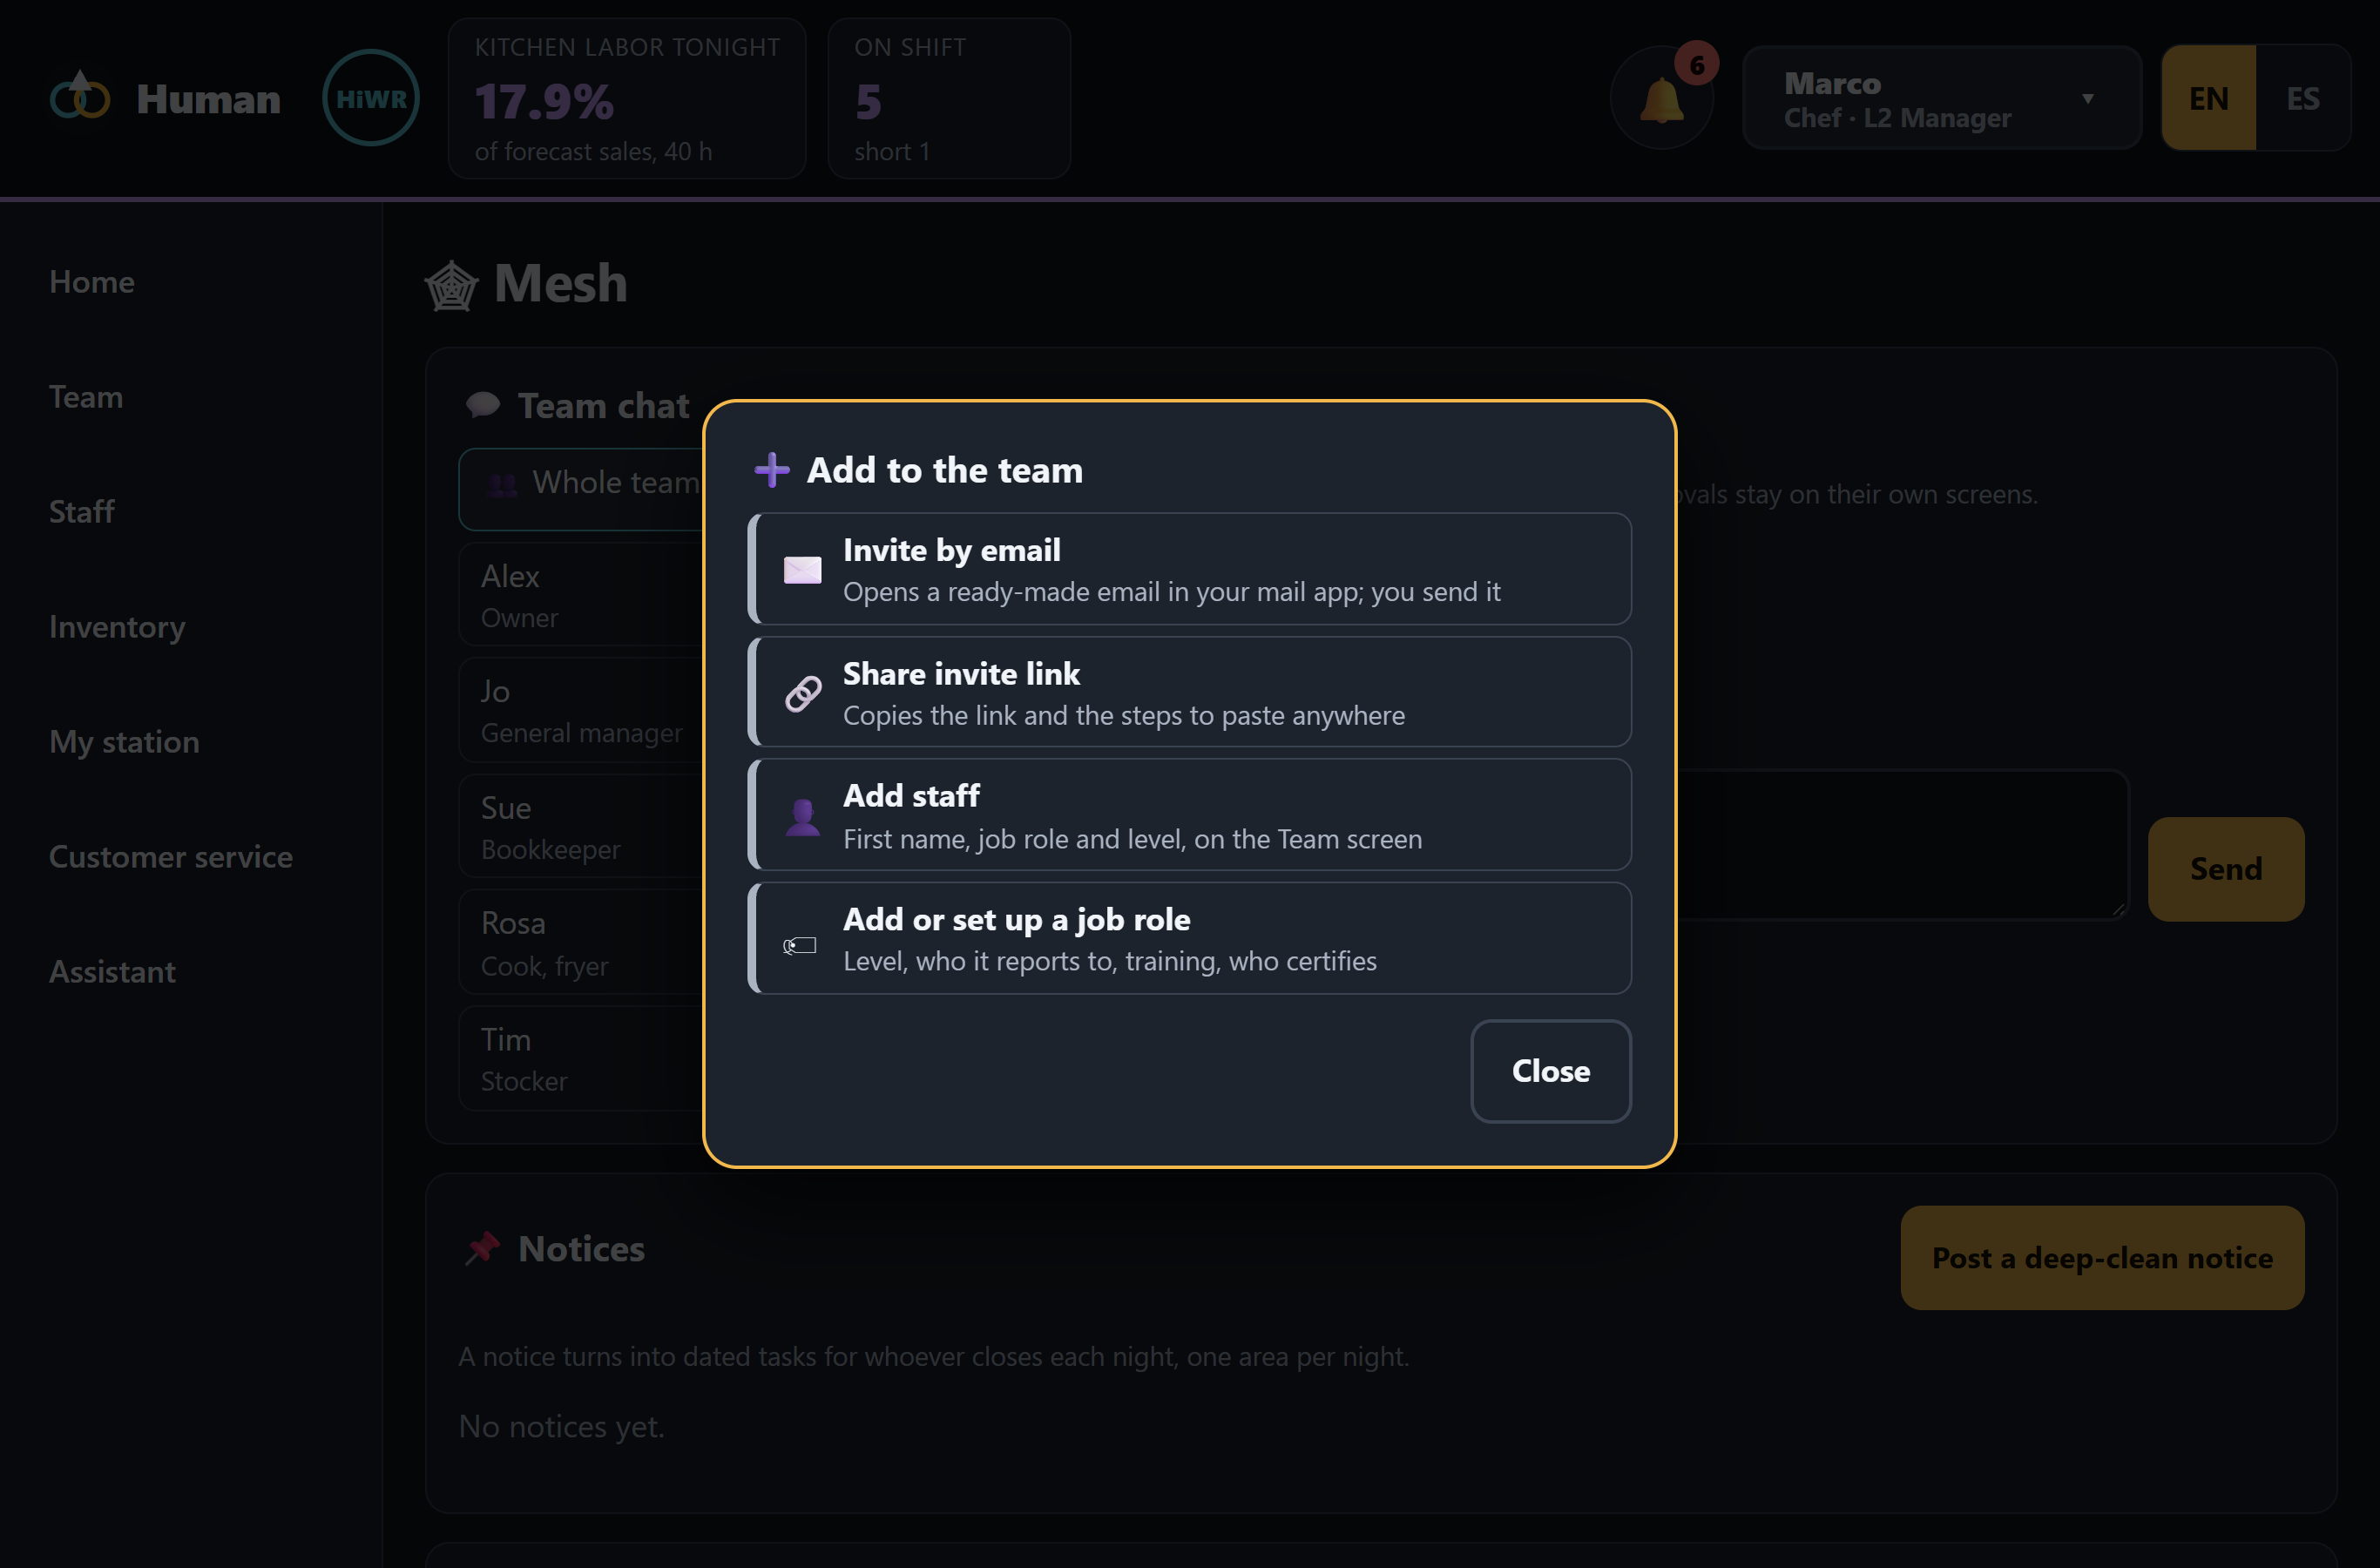 Human
HiWR
KITCHEN LABOR TONIGHT
17.9%
of forecast sales, 40 h
ON SHIFT
5
short 1
6
Marco
Chef · L2 Manager
EN
ES
Home
Team
Staff
Inventory
My station
Customer service
Assistant
Mesh
Team chat
Whole team
Alex
Owner
Jo
General manager
Sue
Bookkeeper
Rosa
Cook, fryer
Tim
Stocker
stay on their own screens.
Send
Add to the team
Invite by email
Opens a ready-made email in your mail app; you send it
Share invite link
Copies the link and the steps to paste anywhere
Add staff
First name, job role and level, on the Team screen
Add or set up a job role
Level, who it reports to, training, who certifies
Close
Notices
Post a deep-clean notice
A notice turns into dated tasks for whoever closes each night, one area per night.
No notices yet.